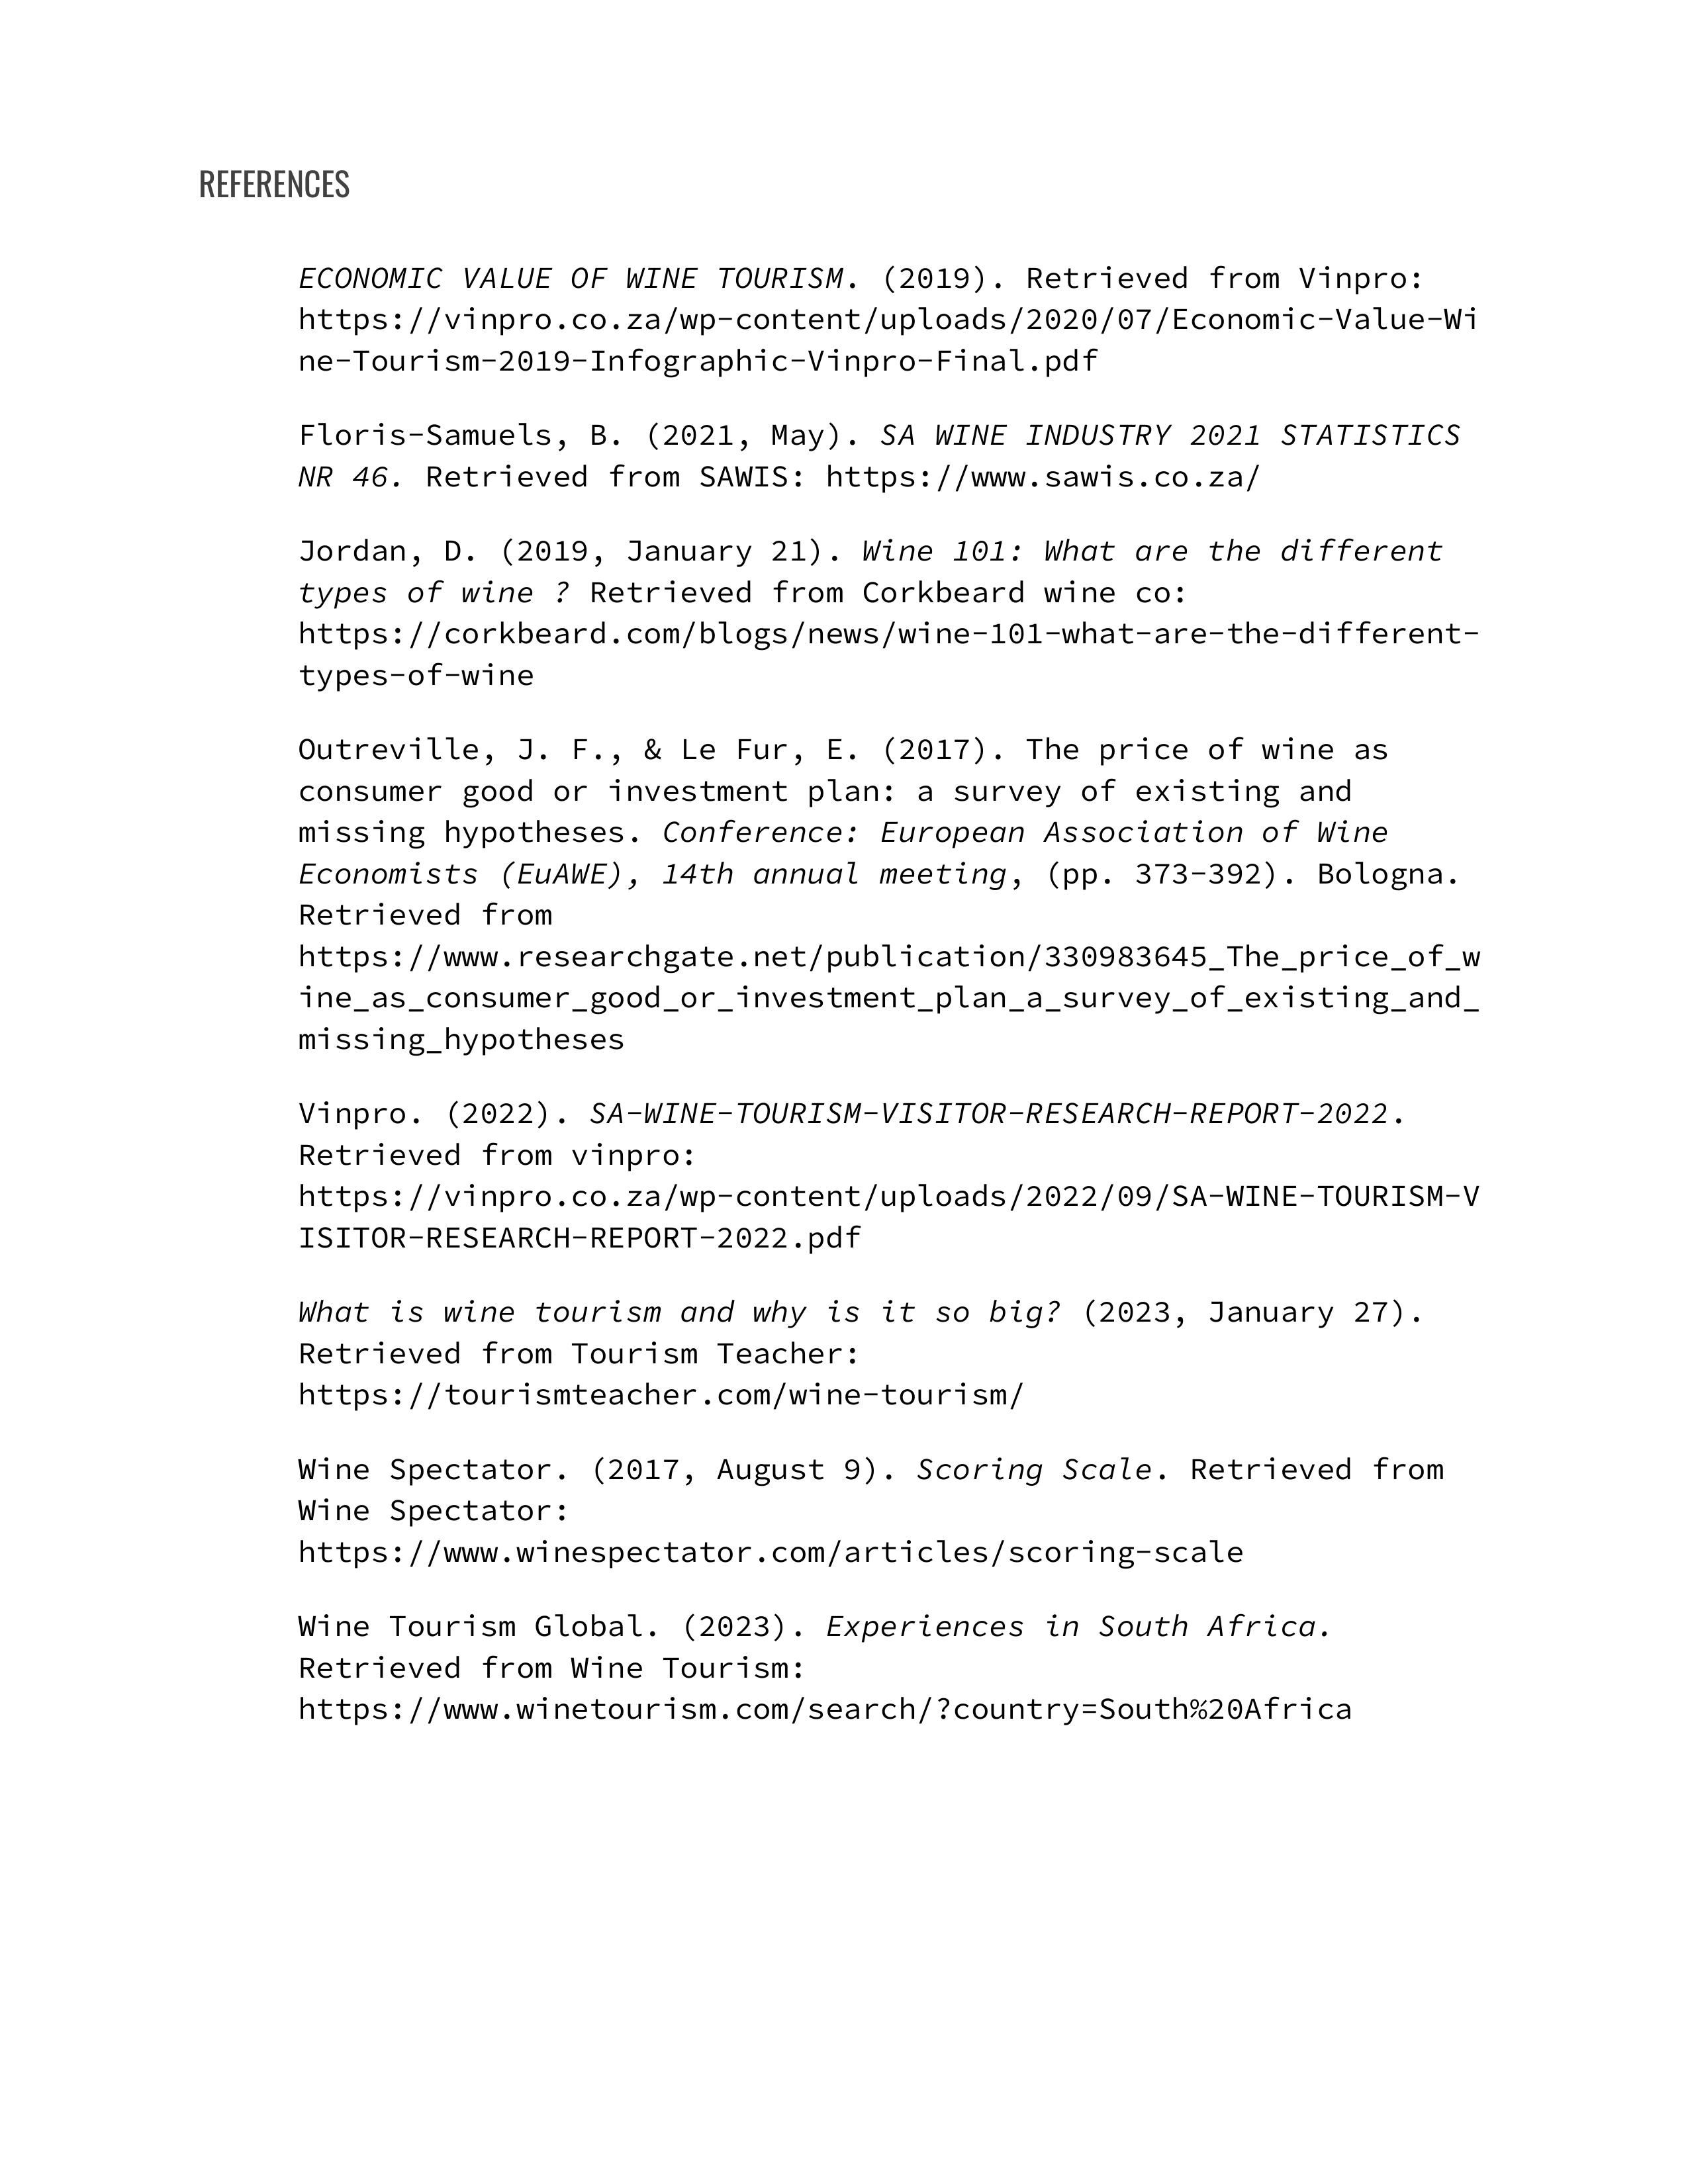 REFERENCES
ECONOMIC VALUE OF WINE TOURISM. (2019). Retrieved from Vinpro:
https://vinpro.co.za/wp-content/uploads/2020/07/Economic-Value-Wi
ne-Tourism-2019-Infographic-Vinpro-Final.pdf
Floris-Samuels, B. (2021, May). SA WINE INDUSTRY 2021 STATISTICS
NR 46. Retrieved from SAWIS: https://www.sawis.co.za/
Jordan, D. (2019, January 21). Wine 101: What are the different
types of wine ? Retrieved from Corkbeard wine co:
https://corkbeard.com/blogs/news/wine-101-what-are-the-different-
types-of-wine
Outreville, J. F., & Le Fur, E. (2017). The price of wine as
consumer good or investment plan: a survey of existing and
missing hypotheses. Conference: European Association of Wine
Economists (EuAWE), 14th annual meeting, (pp. 373-392). Bologna.
Retrieved from
https://www.researchgate.net/publication/330983645_The_price_of_w
ine_as_consumer_good_or_investment_plan_a_survey_of_existing_and_
missing_hypotheses
Vinpro. (2022). SA-WINE-TOURISM-VISITOR-RESEARCH-REPORT-2022.
Retrieved from vinpro:
https://vinpro.co.za/wp-content/uploads/2022/09/SA-WINE-TOURISM-V
ISITOR-RESEARCH-REPORT-2022.pdf
What is wine tourism and why is it so big? (2023, January 27).
Retrieved from Tourism Teacher:
https://tourismteacher.com/wine-tourism/
Wine Spectator. (2017, August 9). Scoring Scale. Retrieved from
Wine Spectator:
https://www.winespectator.com/articles/scoring-scale
Wine Tourism Global. (2023). Experiences in South Africa.
Retrieved from Wine Tourism:
https://www.winetourism.com/search/?country=South%20Africa